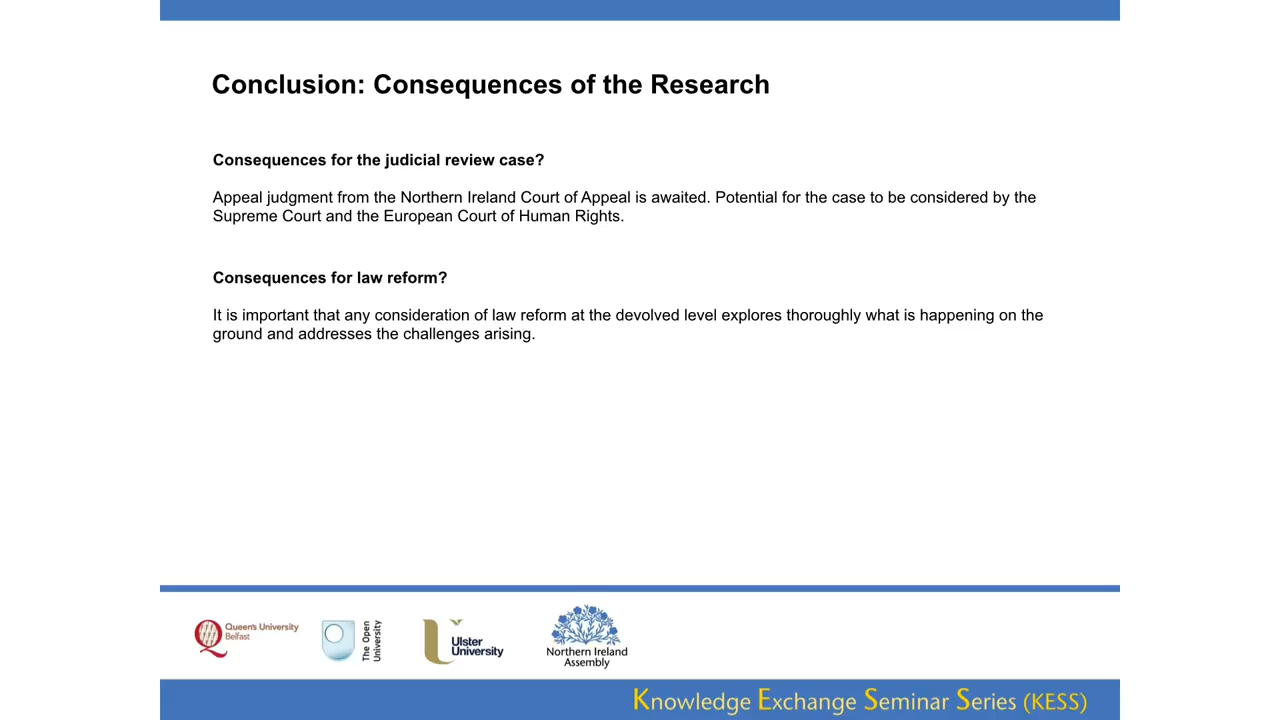 Conclusion: Consequences of the Research
Consequences for the judicial review case?
Appeal judgment from the Northern Ireland Court of Appeal is awaited. Potential for the case to be considered by the
Supreme Court and the European Court of Human Rights.
Consequences for law reform?
It is important that any consideration of law reform at the devolved level explores thoroughly what is happening on the
ground and addresses the challenges arising.
Queen's University
Belfast
The Open
University
Ulster
University
Northern Ireland
Assembly
Knowledge Exchange Seminar Series (KESS)